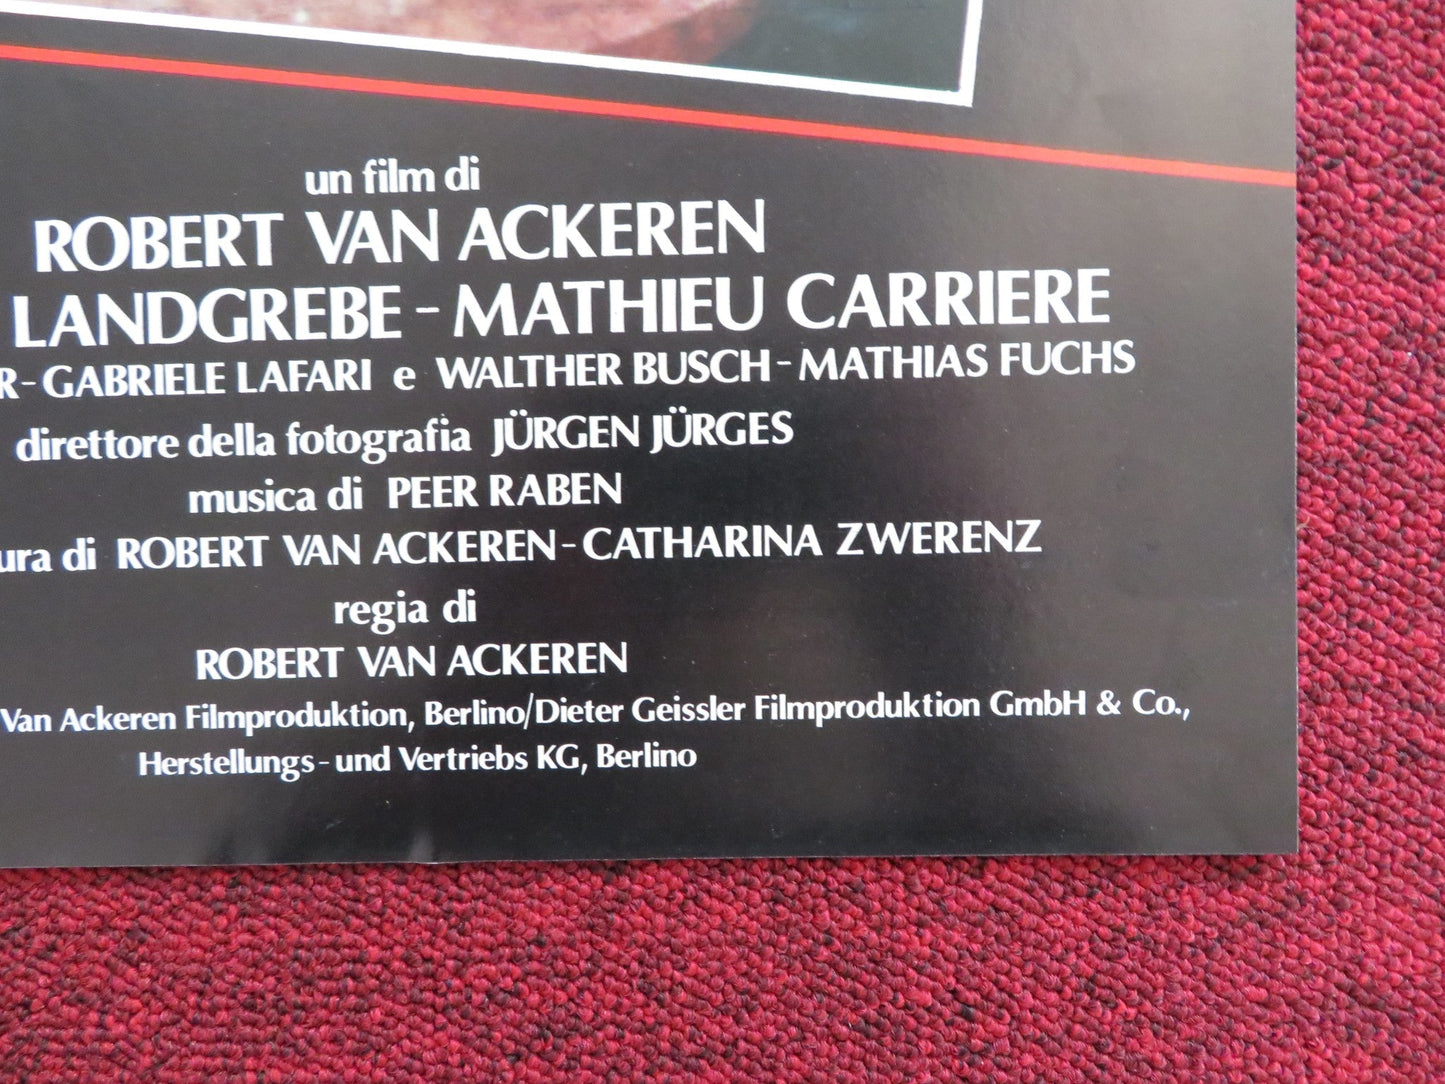 un film di
ROBERT VAN ACKEREN
LANDGREBE - MATHIEU CARRIERE
R - GABRIELE LAFARI e WALTHER BUSCH - MATHIAS FUCHS
direttore della fotografia JÜRGEN JÜRGES
musica di PEER RABEN
ura di ROBERT VAN ACKEREN - CATHARINA ZWERENZ
regia di
ROBERT VAN ACKEREN
Van Ackeren Filmproduktion, Berlino/Dieter Geissler Filmproduktion GmbH & Co.,
Herstellungs - und Vertriebs KG, Berlino